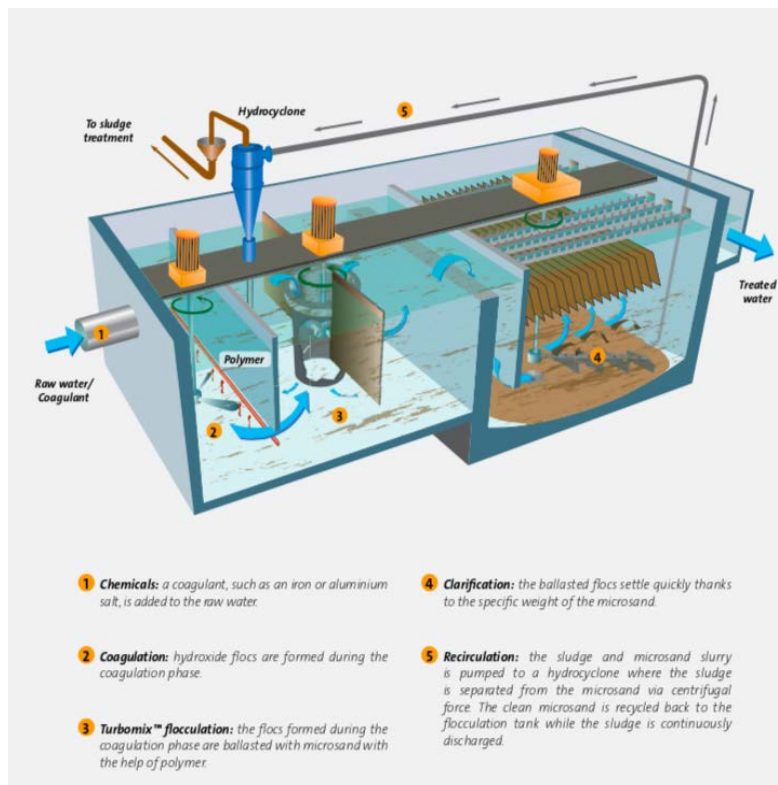 5
Hydrocyclone
To sludge
treatment
Treated
water
1
Polymer
4
Raw water/
Coagulant
3
2
1 Chemicals: a coagulant, such as an iron or aluminium
salt, is added to the raw water.
2 Coagulation: hydroxide flocs are formed during the
coagulation phase.
3 Turbomix™ flocculation: the flocs formed during the
coagulation phase are ballasted with microsand with
the help of polymer.
4 Clarification: the ballasted flocs settle quickly thanks
to the specific weight of the microsand.
5 Recirculation: the sludge and microsand slurry
is pumped to a hydrocyclone where the sludge
is separated from the microsand via centrifugal
force. The clean microsand is recycled back to the
flocculation tank while the sludge is continuously
discharged.